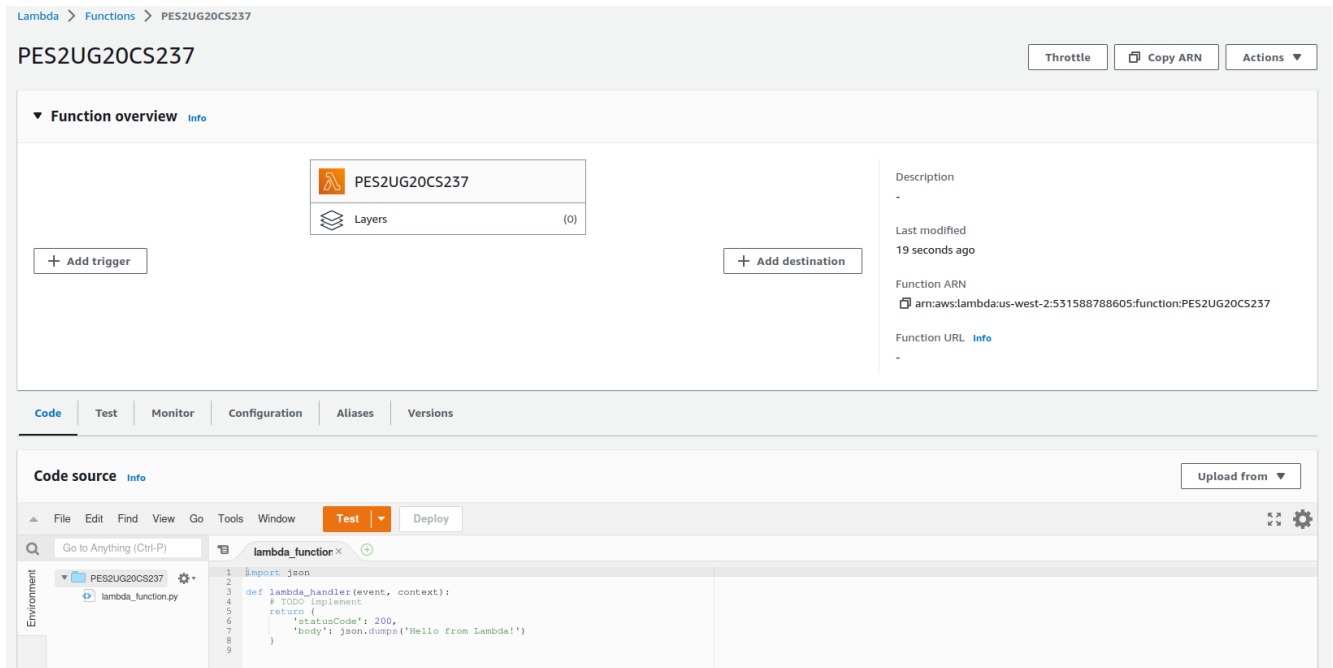 Lambda > Functions > PES2UG20CS237
PES2UG20CS237
Throttle
Copy ARN
Actions
Function overview Info
PES2UG20CS237
Layers (0)
+ Add trigger
+ Add destination
Description
-
Last modified
19 seconds ago
Function ARN
arn:aws:lambda:us-west-2:531588788605:function:PES2UG20CS237
Function URL Info
-
Code Test Monitor Configuration Aliases Versions
Code source Info
Upload from
File Edit Find View Go Tools Window Test Deploy
Go to Anything (Ctrl-P)
lambda_function ×
Environment
PES2UG20CS237
lambda_function.py
1 import json
2
3 def lambda_handler(event, context):
4     # TODO implement
5     return {
6         'statusCode': 200,
7         'body': json.dumps('Hello from Lambda!')
8     }
9